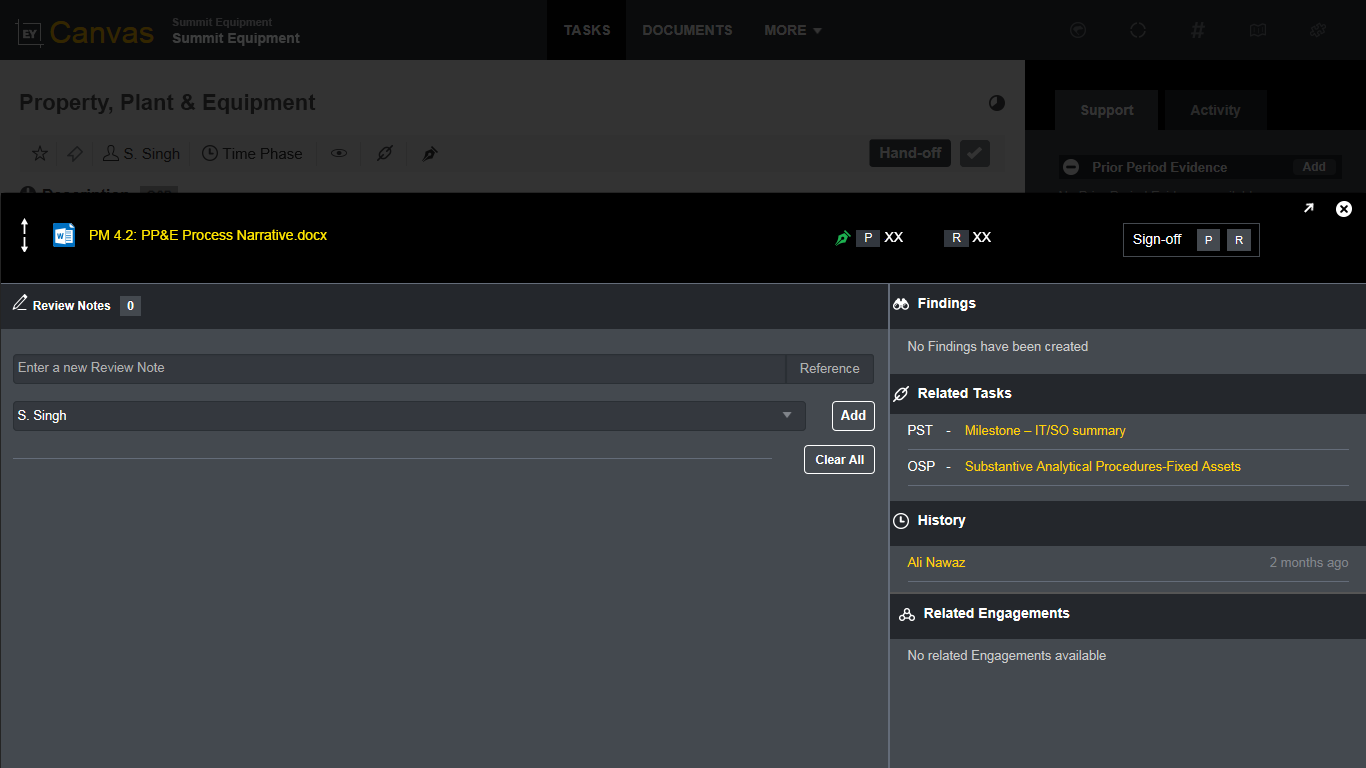 EY Canvas
Summit Equipment
Summit Equipment
TASKS
DOCUMENTS
MORE
Property, Plant & Equipment
S. Singh
Time Phase
Hand-off
Description
Support
Activity
Prior Period Evidence
Add
PM 4.2: PP&E Process Narrative.docx
P XX
R XX
Sign-off P R
Review Notes 0
Enter a new Review Note
Reference
S. Singh
Add
Clear All
Findings
No Findings have been created
Related Tasks
PST - Milestone – IT/SO summary
OSP - Substantive Analytical Procedures-Fixed Assets
History
Ali Nawaz 2 months ago
Related Engagements
No related Engagements available